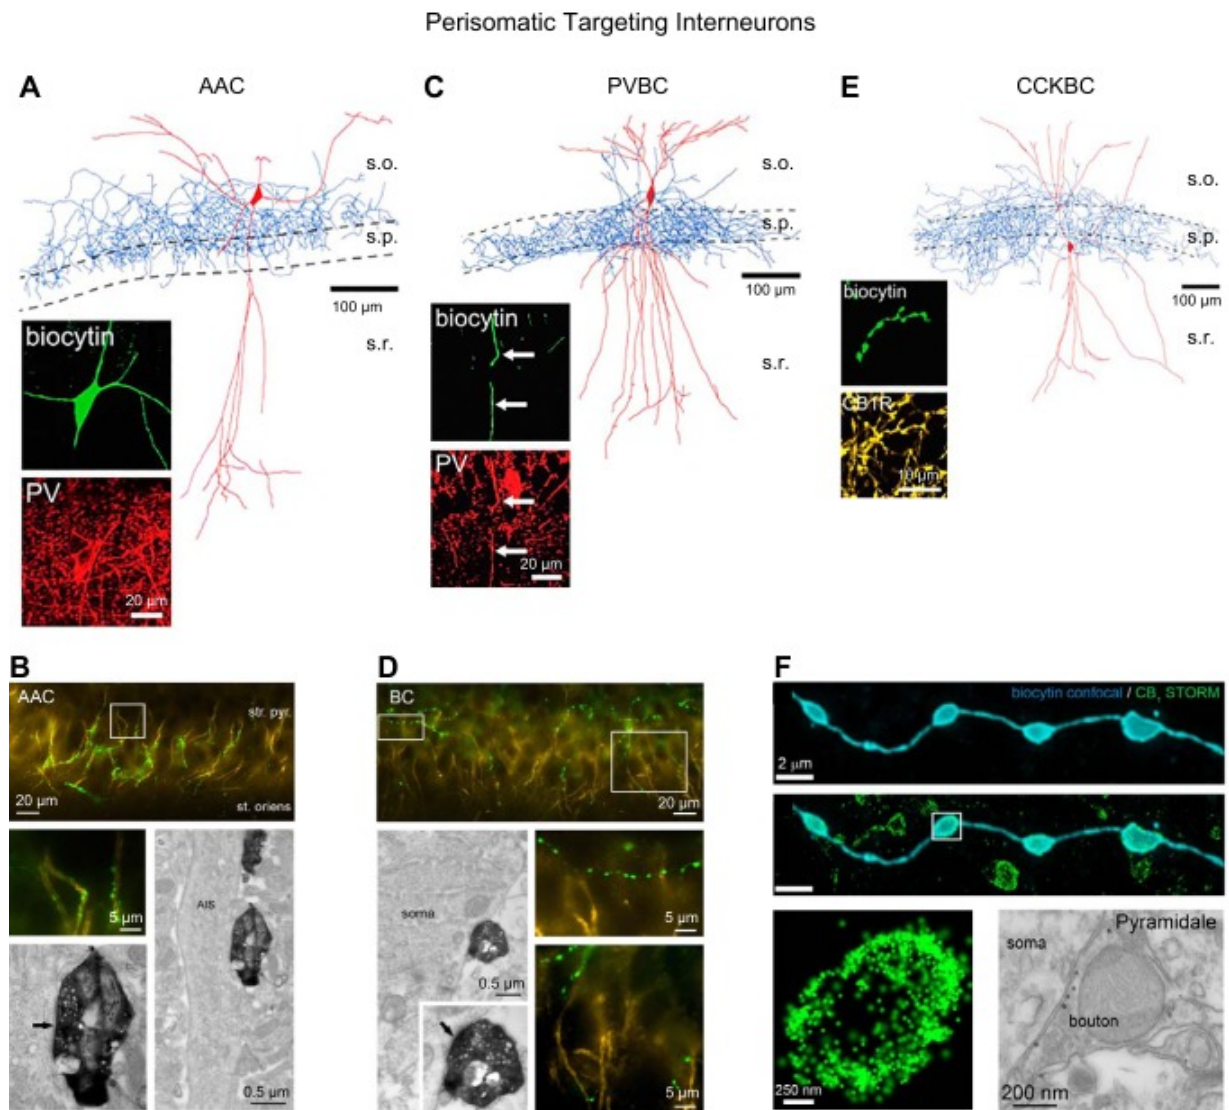 Perisomatic Targeting Interneurons
A
AAC
s.o.
s.p.
100 µm
s.r.
biocytin
PV
20 µm
C
PVBC
s.o.
s.p.
100 µm
s.r.
biocytin
PV
20 µm
E
CCKBC
s.o.
s.p.
100 µm
s.r.
biocytin
CB1R
10 µm
B
AAC
str. pyr.
20 µm
st. oriens
5 µm
AIS
0.5 µm
D
BC
20 µm
soma
0.5 µm
5 µm
5 µm
F
biocytin confocal / CB₁ STORM
2 µm
250 nm
Pyramidale
soma
bouton
200 nm